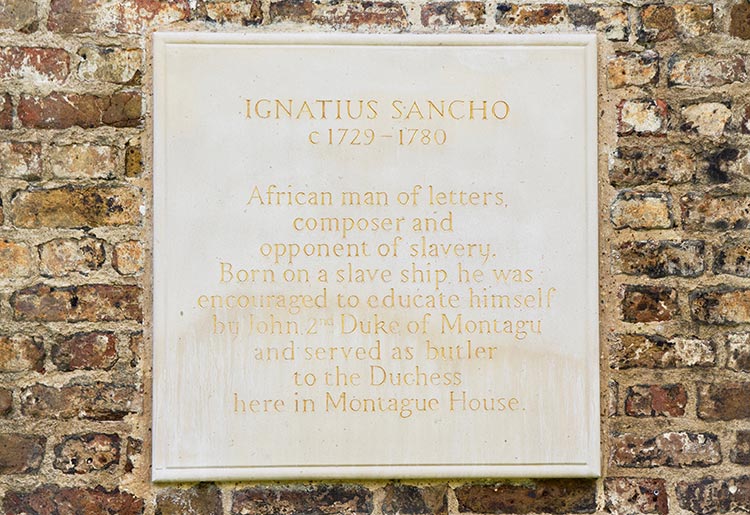 IGNATIUS SANCHO
c 1729 – 1780
African man of letters,
composer and
opponent of slavery.
Born on a slave ship, he was
encouraged to educate himself
by John, 2nd Duke of Montagu
and served as butler
to the Duchess
here in Montague House.